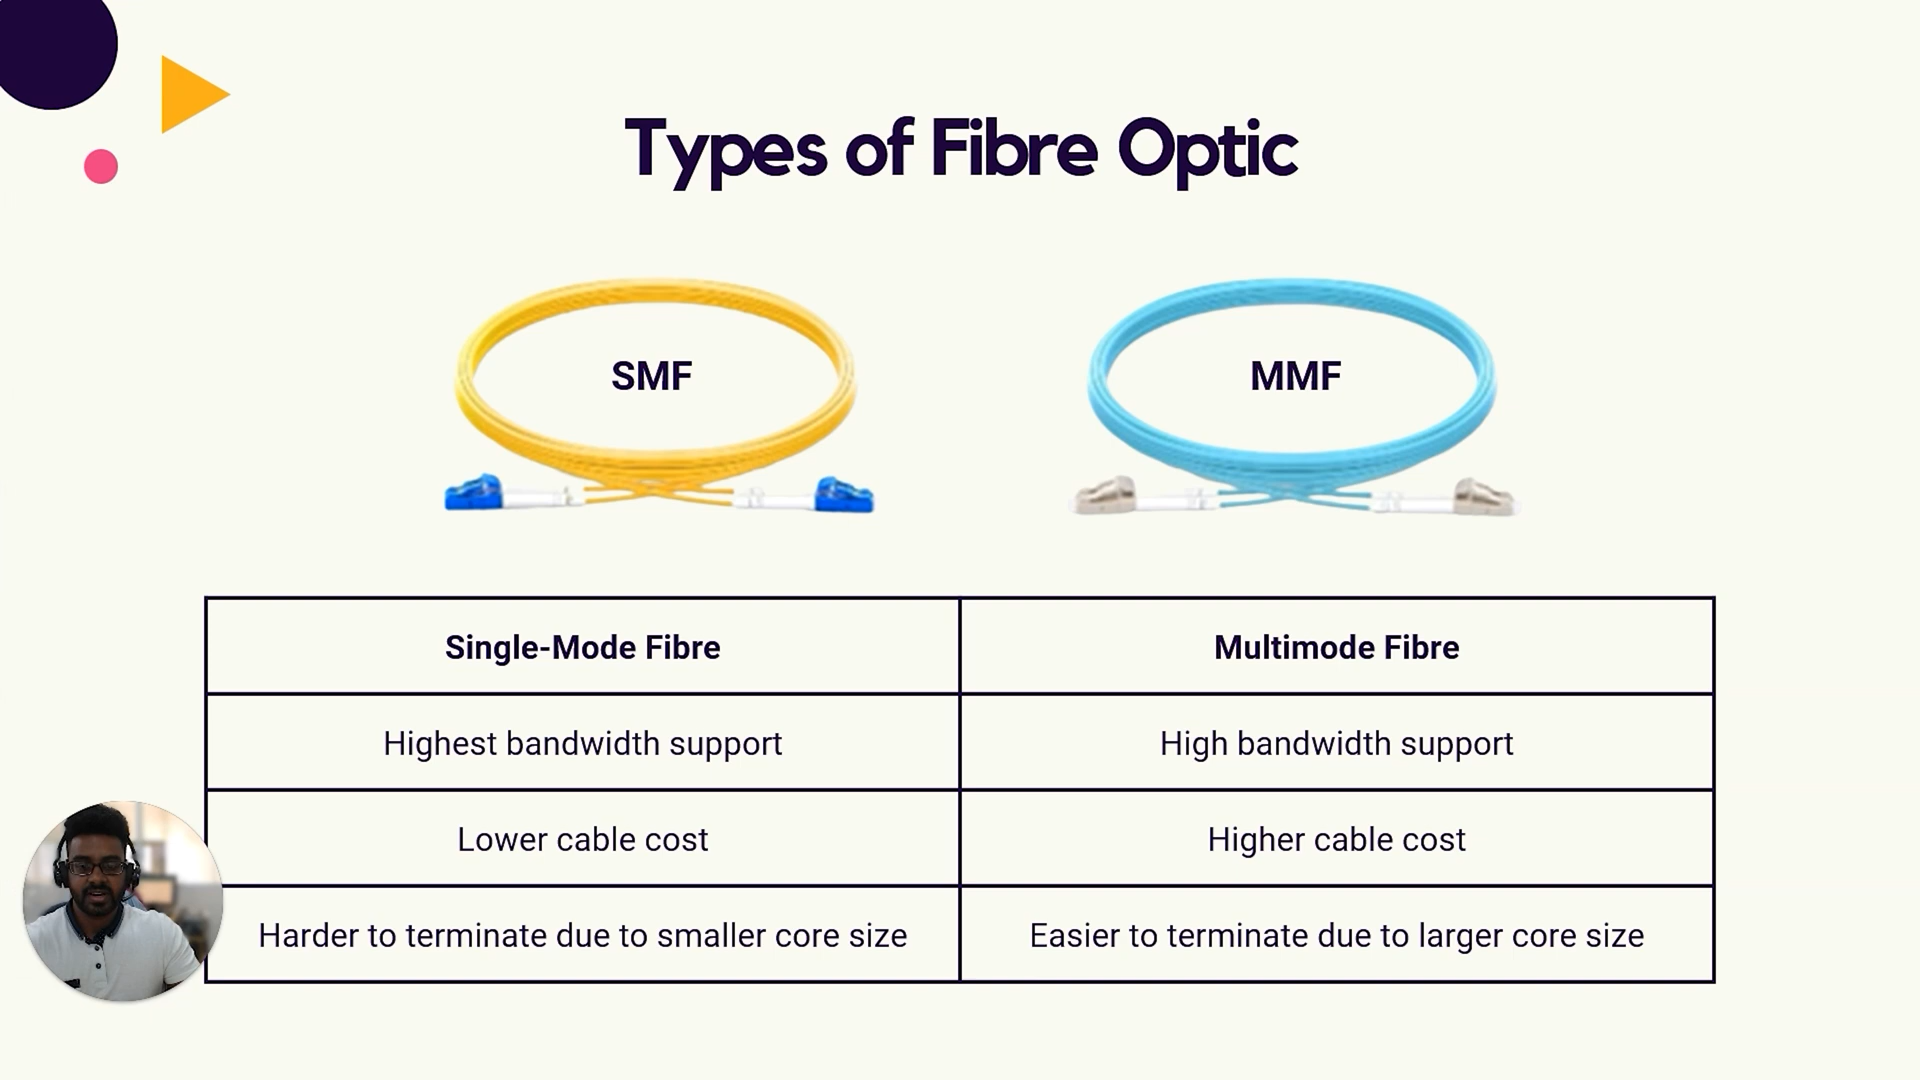 Types of Fibre Optic
SMF
MMF
Single-Mode Fibre
Multimode Fibre
Highest bandwidth support
High bandwidth support
Lower cable cost
Higher cable cost
Harder to terminate due to smaller core size
Easier to terminate due to larger core size